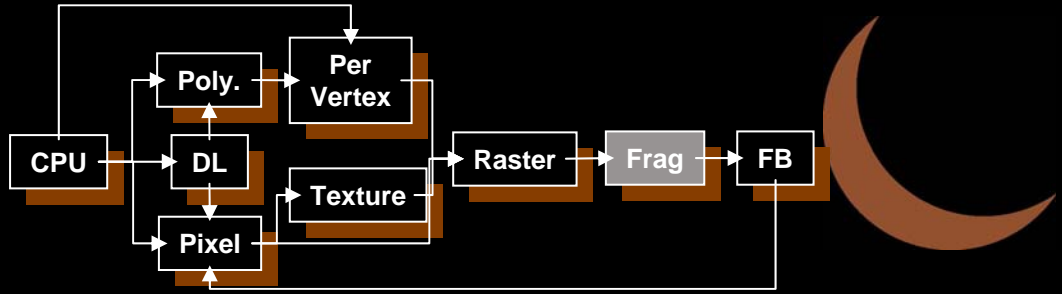 Poly.
Per
Vertex
CPU
DL
Raster
Frag
FB
Texture
Pixel